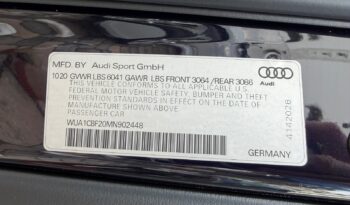 MFD. BY Audi Sport GmbH
1020 GVWR LBS 6041 GAWR LBS FRONT 3064 / REAR 3086
THIS VEHICLE CONFORMS TO ALL APPLICABLE U.S.
FEDERAL MOTOR VEHICLE SAFETY, BUMPER, AND
THEFT PREVENTION STANDARDS IN EFFECT ON THE
DATE OF MANUFACTURE SHOWN ABOVE.
PASSENGER CAR
WUA1CBF20MN902448
GERMANY
Audi
4142026